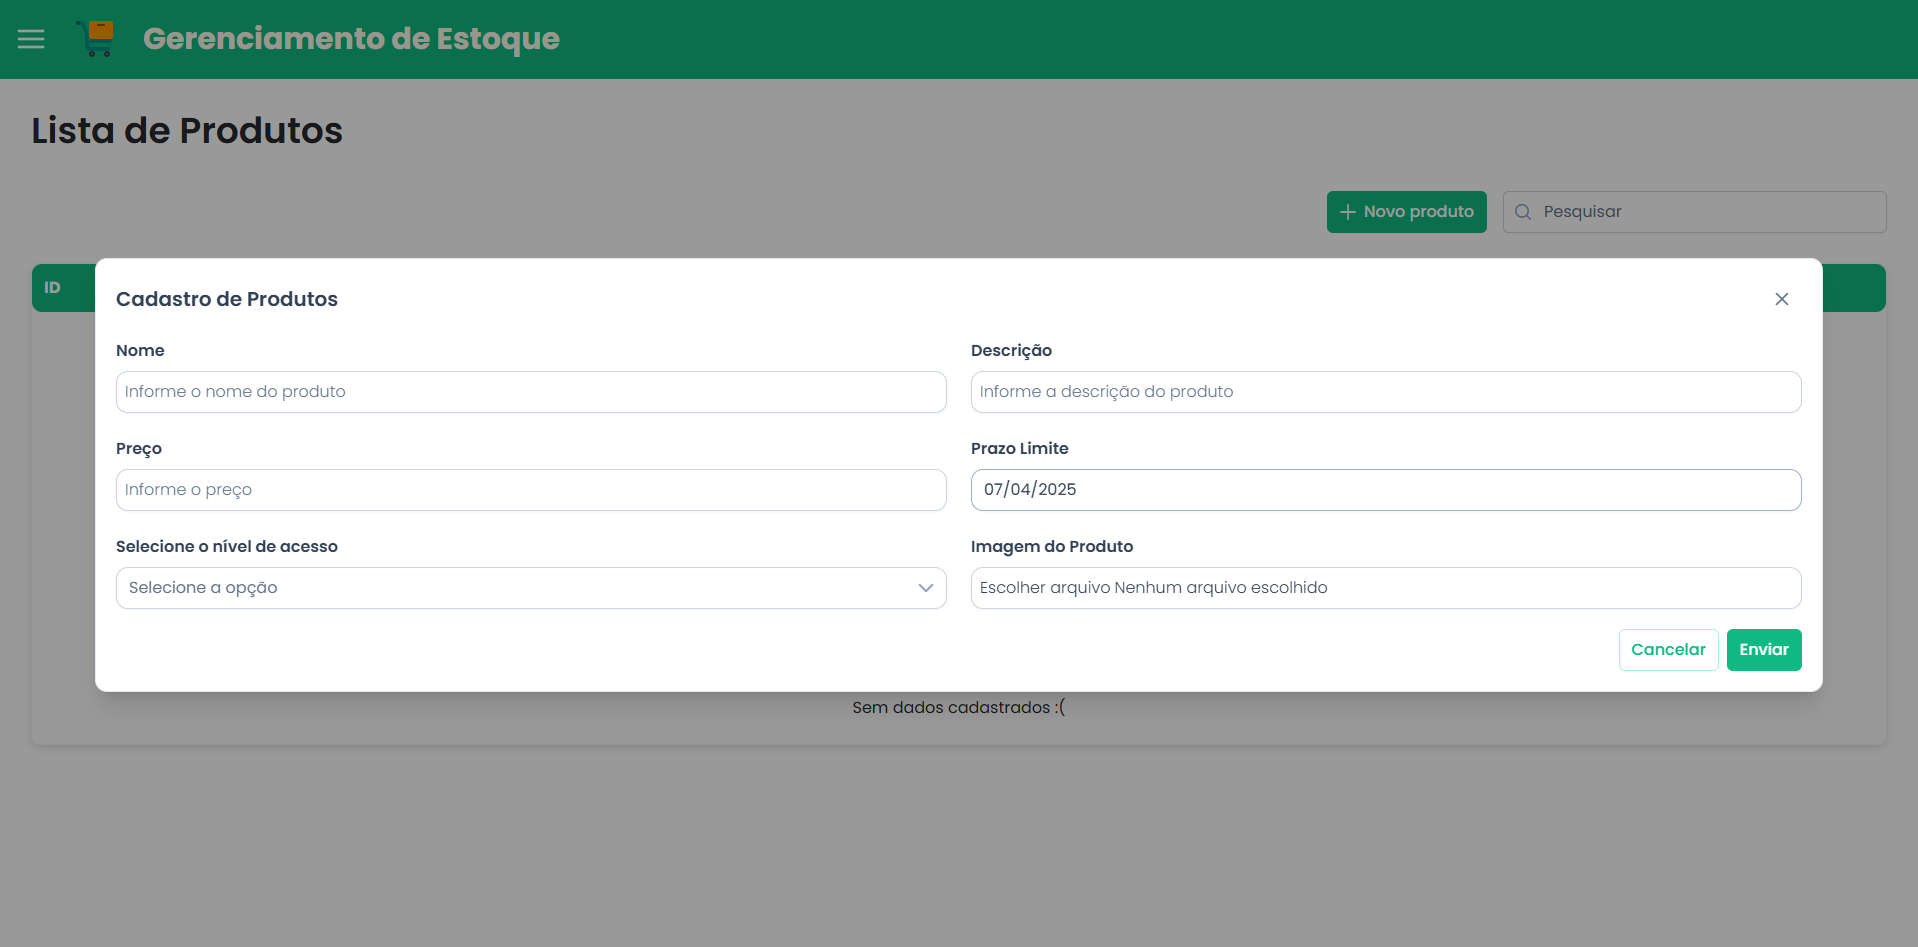 Gerenciamento de Estoque
Lista de Produtos
Novo produto
Pesquisar
ID
Cadastro de Produtos
Nome
Descrição
Informe o nome do produto
Informe a descrição do produto
Preço
Prazo Limite
Informe o preço
07/04/2025
Selecione o nível de acesso
Imagem do Produto
Selecione a opção
Escolher arquivo Nenhum arquivo escolhido
Cancelar
Enviar
Sem dados cadastrados :(